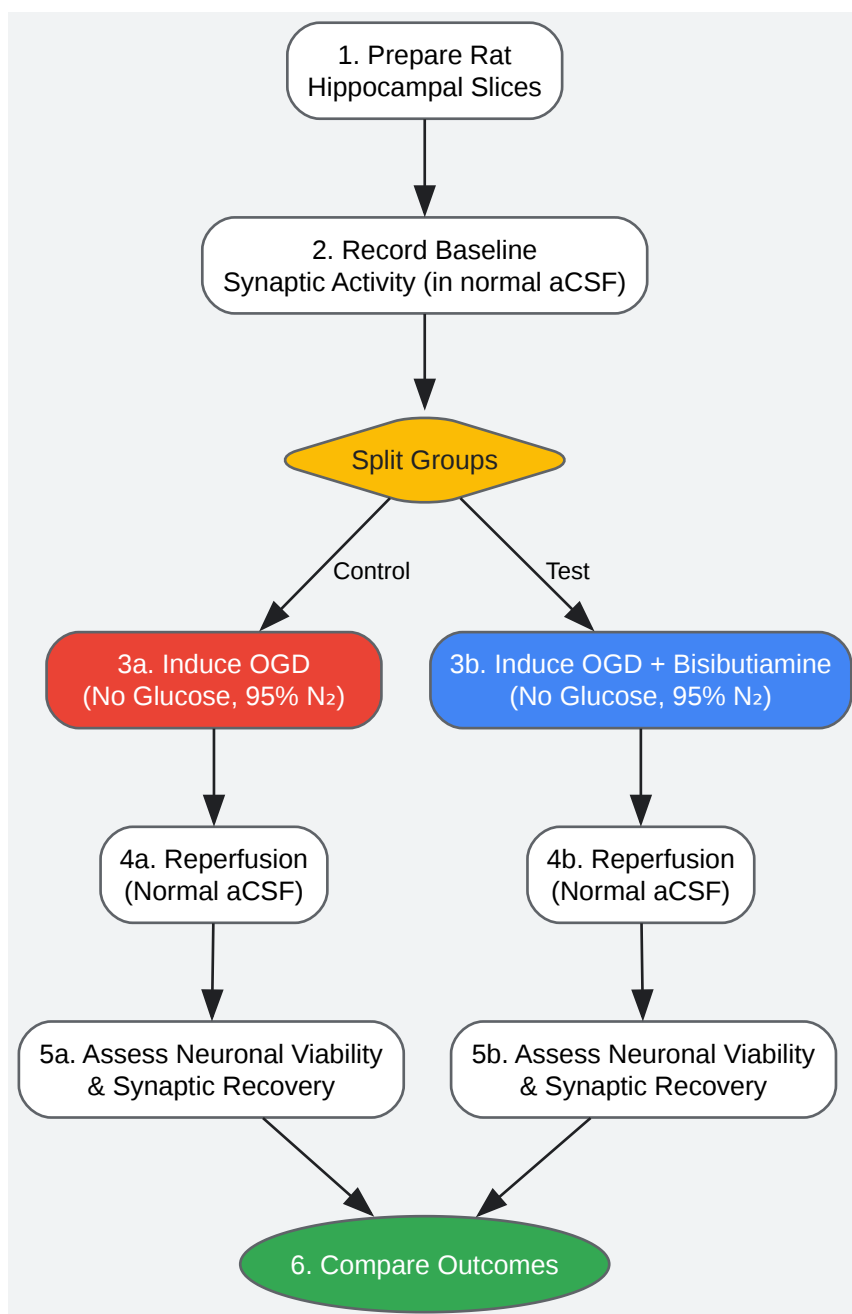 1. Prepare Rat
Hippocampal Slices
2. Record Baseline
Synaptic Activity (in normal aCSF)
Split Groups
Control
Test
3a. Induce OGD
(No Glucose, 95% N₂)
3b. Induce OGD + Bisibutiamine
(No Glucose, 95% N₂)
4a. Reperfusion
(Normal aCSF)
4b. Reperfusion
(Normal aCSF)
5a. Assess Neuronal Viability
& Synaptic Recovery
5b. Assess Neuronal Viability
& Synaptic Recovery
6. Compare Outcomes